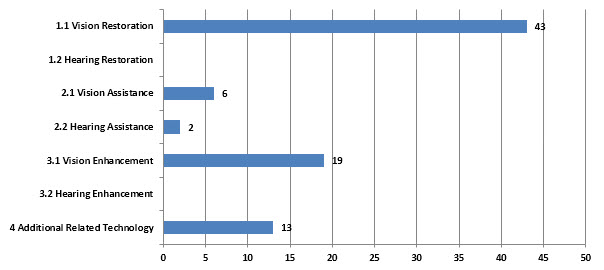 1.1 Vision Restoration
43
1.2 Hearing Restoration
2.1 Vision Assistance
6
2.2 Hearing Assistance
2
3.1 Vision Enhancement
19
3.2 Hearing Enhancement
4 Additional Related Technology
13
0 5 10 15 20 25 30 35 40 45 50